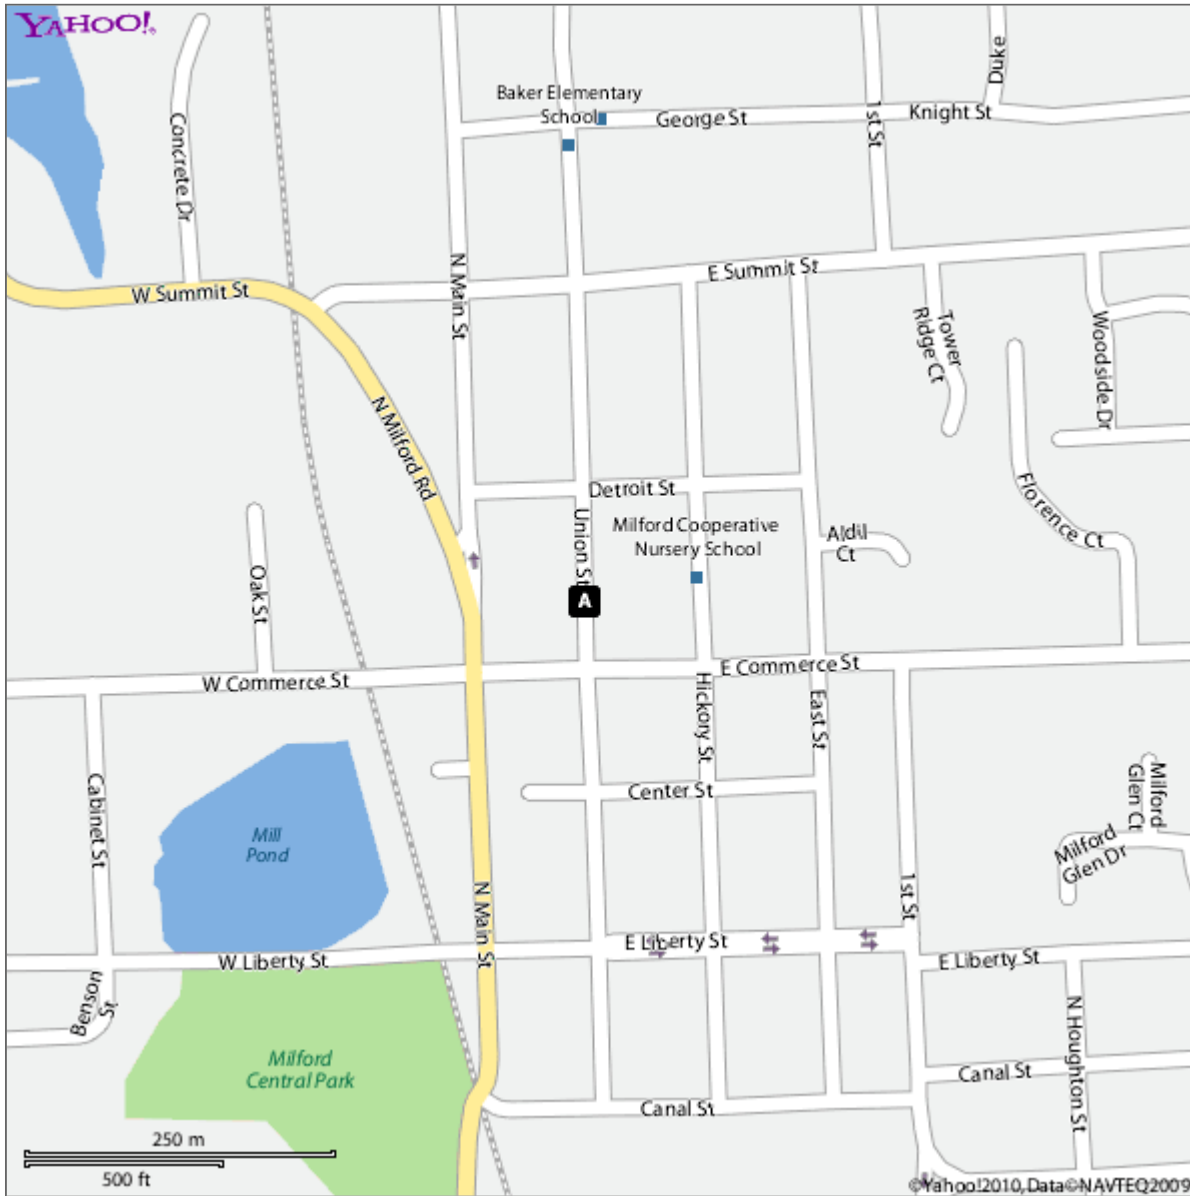 YAHOO!
Duke
Baker Elementary
School
George St
1st St
Knight St
Concrete Dr
N Main St
E Summit St
W Summit St
Tower
Ridge Ct
Woodside Dr
N Milford Rd
Detroit St
Florence Ct
Union St
Milford Cooperative
Nursery School
Aldil
Ct
Oak St
A
E Commerce St
W Commerce St
Hickory St
East St
Cabinet St
Center St
Milford
Glen Ct
Mill
Pond
Milford
Glen Dr
1st St
N Main St
E Liberty St
W Liberty St
E Liberty St
Benson
St
N Houghton St
Milford
Central Park
Canal St
Canal St
250 m
500 ft
©Yahoo!2010, Data©NAVTEQ2009